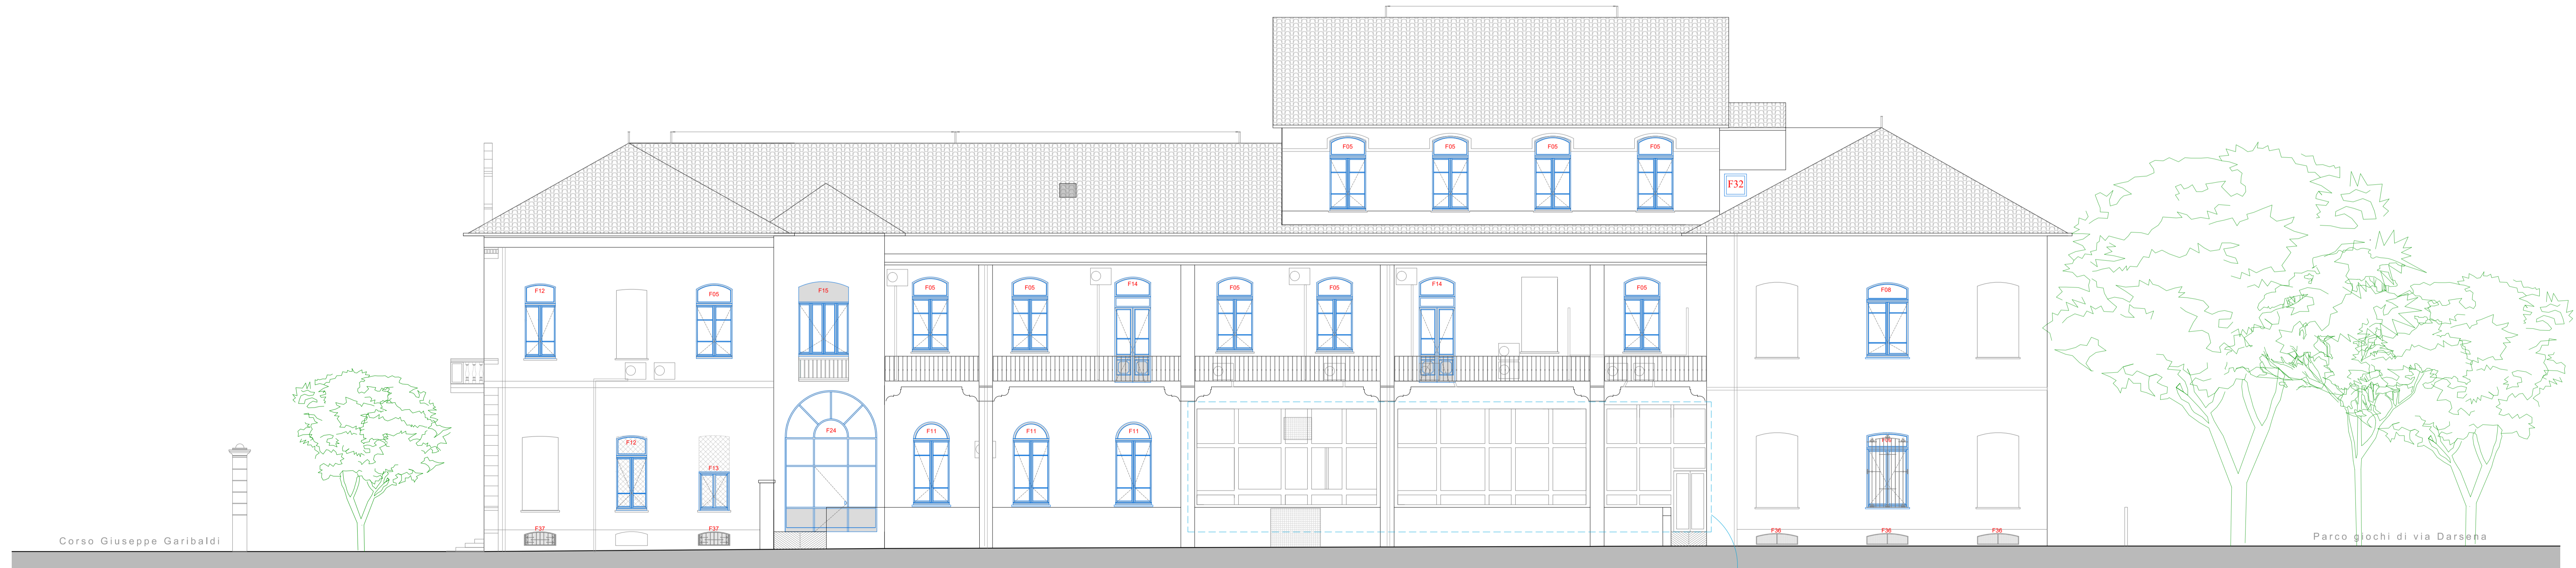 F05 F05 F05 F05
F32
F12 F05 F15 F05 F05 F14 F05 F05 F14 F05 F08
F24 F11 F11 F11
F12
F13
F37 F37 F36 F36 F36
Corso Giuseppe Garibaldi
Parco giochi di via Darsena